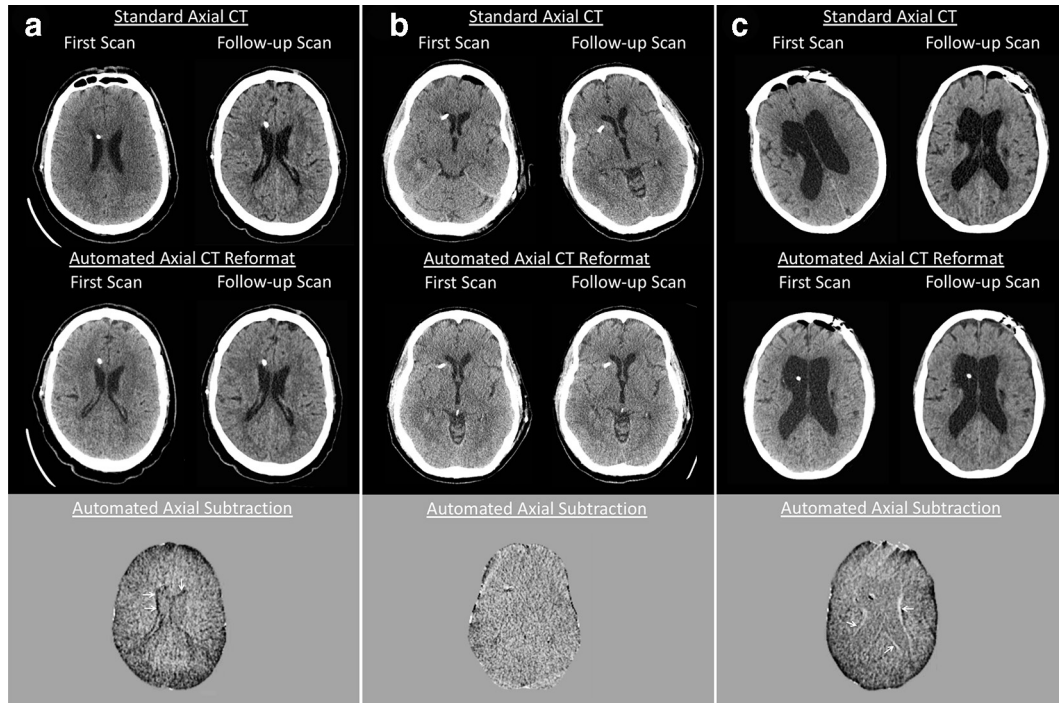 a
Standard Axial CT
First Scan Follow-up Scan
Automated Axial CT Reformat
First Scan Follow-up Scan
Automated Axial Subtraction
b
Standard Axial CT
First Scan Follow-up Scan
Automated Axial CT Reformat
First Scan Follow-up Scan
Automated Axial Subtraction
c
Standard Axial CT
First Scan Follow-up Scan
Automated Axial CT Reformat
First Scan Follow-up Scan
Automated Axial Subtraction